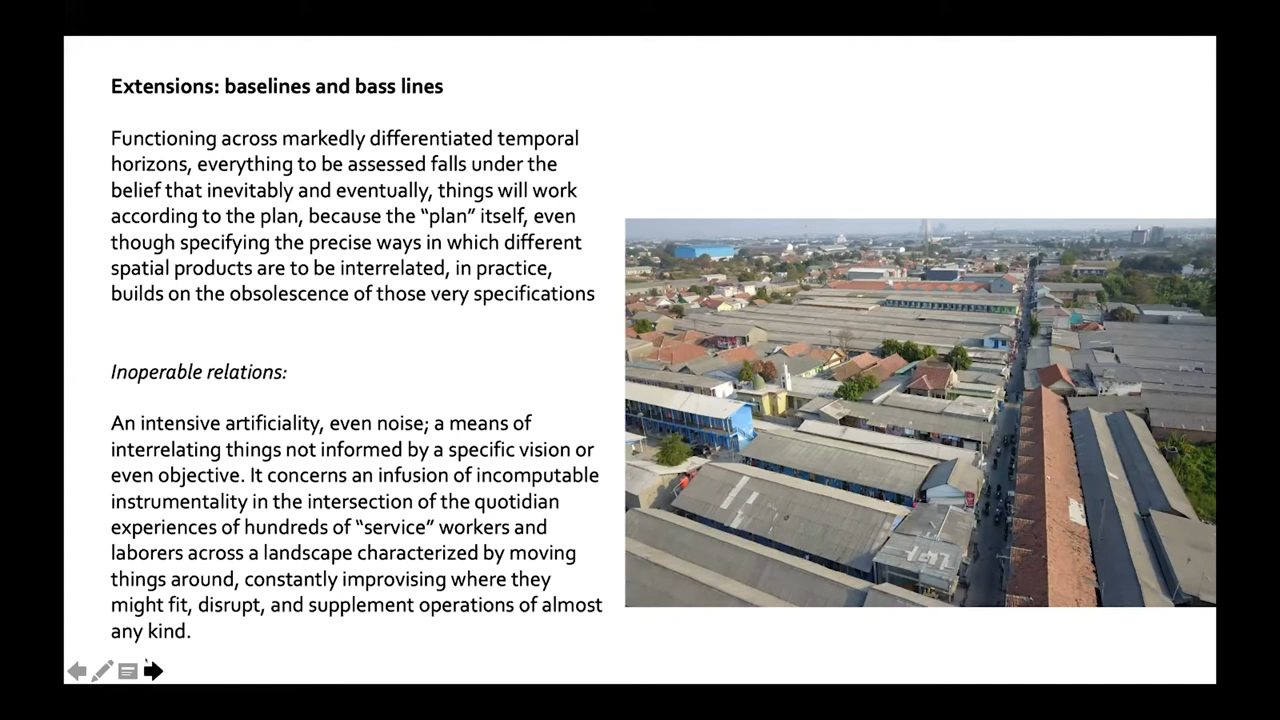 Extensions: baselines and bass lines
Functioning across markedly differentiated temporal
horizons, everything to be assessed falls under the
belief that inevitably and eventually, things will work
according to the plan, because the “plan” itself, even
though specifying the precise ways in which different
spatial products are to be interrelated, in practice,
builds on the obsolescence of those very specifications
Inoperable relations:
An intensive artificiality, even noise; a means of
interrelating things not informed by a specific vision or
even objective. It concerns an infusion of incomputable
instrumentality in the intersection of the quotidian
experiences of hundreds of “service” workers and
laborers across a landscape characterized by moving
things around, constantly improvising where they
might fit, disrupt, and supplement operations of almost
any kind.